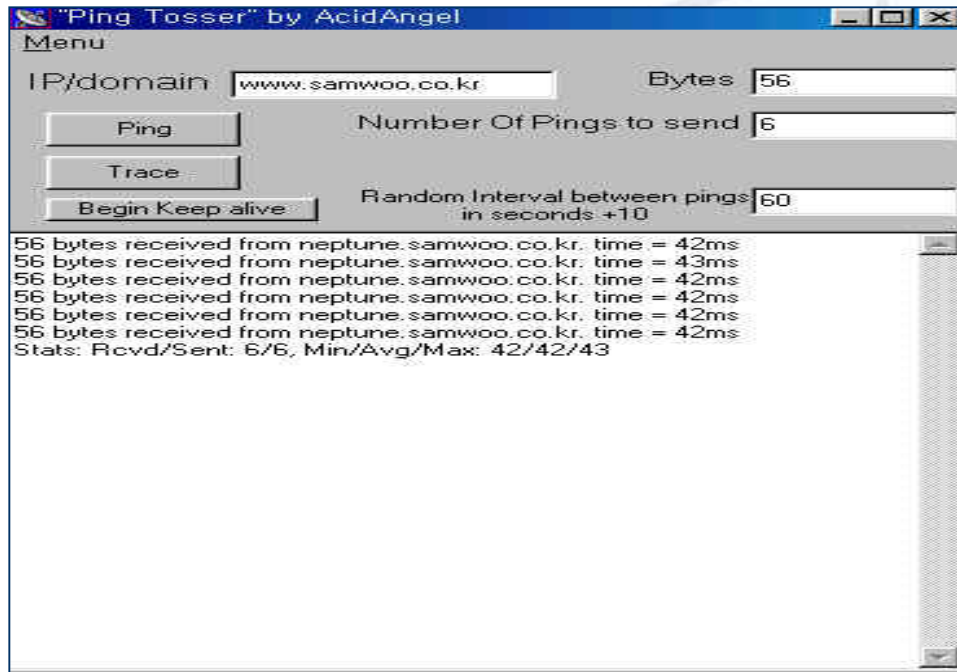 "Ping Tosser" by AcidAngel
Menu
IP/domain www.samwoo.co.kr Bytes 56
Ping Number Of Pings to send 6
Trace
Begin Keep alive Random Interval between pings in seconds +10 60
56 bytes received from neptune.samwoo.co.kr. time = 42ms
56 bytes received from neptune.samwoo.co.kr. time = 43ms
56 bytes received from neptune.samwoo.co.kr. time = 42ms
56 bytes received from neptune.samwoo.co.kr. time = 42ms
56 bytes received from neptune.samwoo.co.kr. time = 42ms
56 bytes received from neptune.samwoo.co.kr. time = 42ms
Stats: Rcvd/Sent: 6/6, Min/Avg/Max: 42/42/43